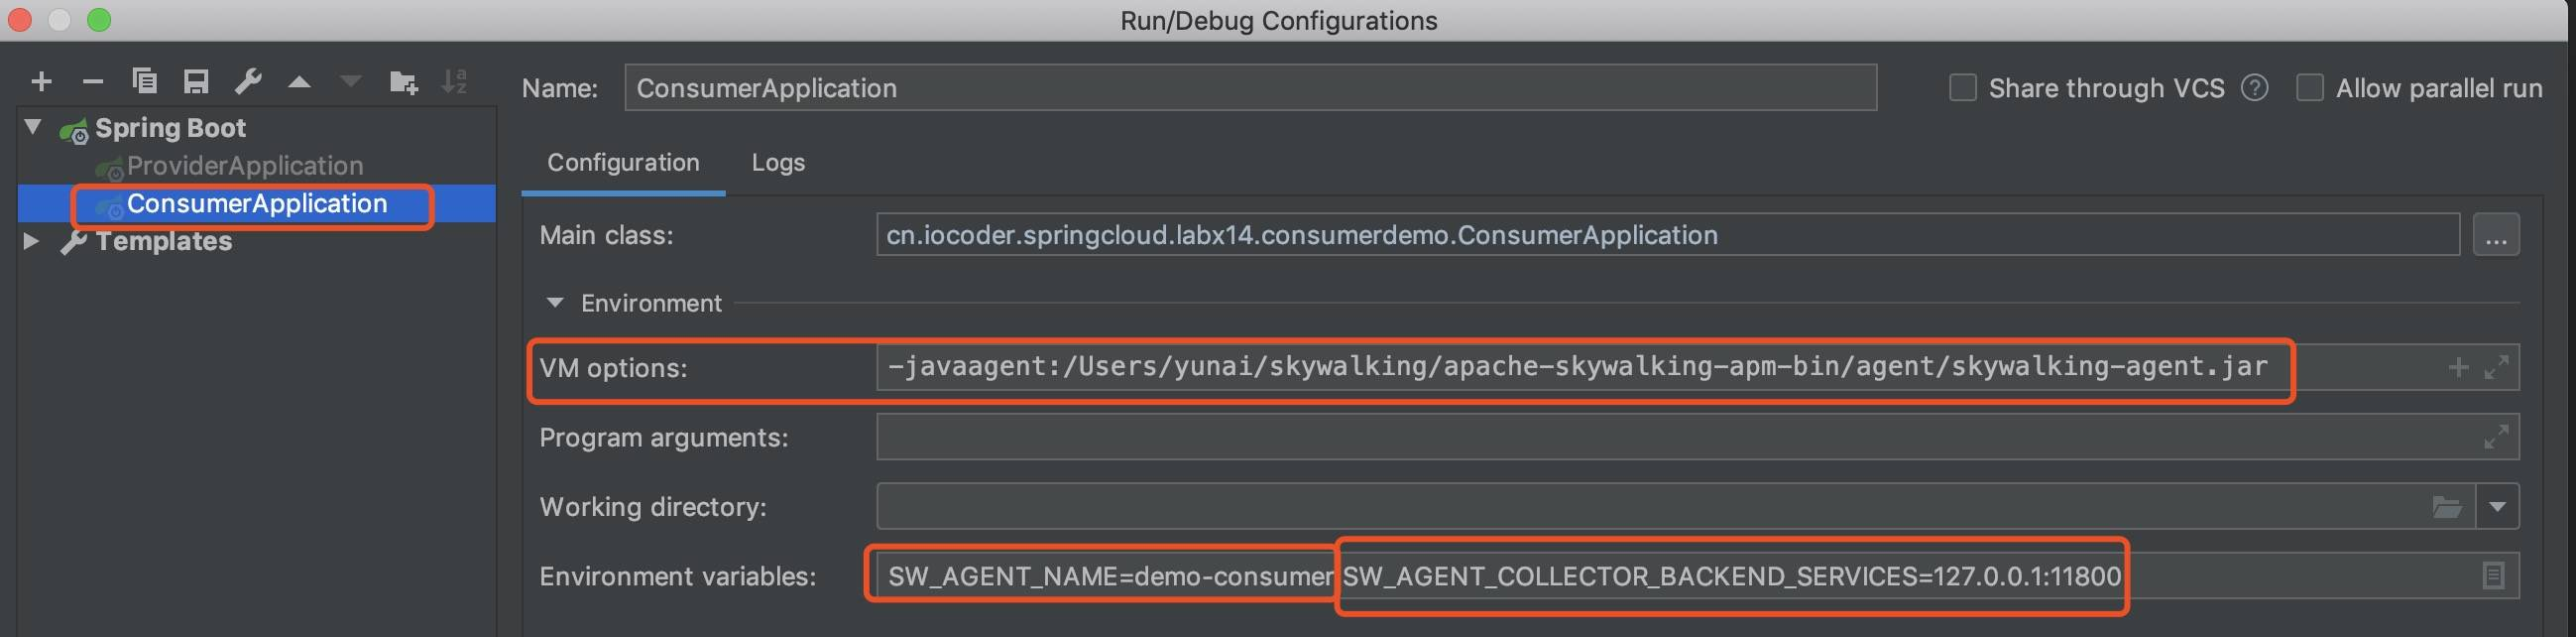 Run/Debug Configurations
Name: ConsumerApplication Share through VCS ? Allow parallel run
Spring Boot
ProviderApplication
ConsumerApplication
Templates
Configuration Logs
Main class: cn.iocoder.springcloud.labx14.consumerdemo.ConsumerApplication ...
Environment
VM options: -javaagent:/Users/yunai/skywalking/apache-skywalking-apm-bin/agent/skywalking-agent.jar
Program arguments:
Working directory:
Environment variables: SW_AGENT_NAME=demo-consumer SW_AGENT_COLLECTOR_BACKEND_SERVICES=127.0.0.1:11800